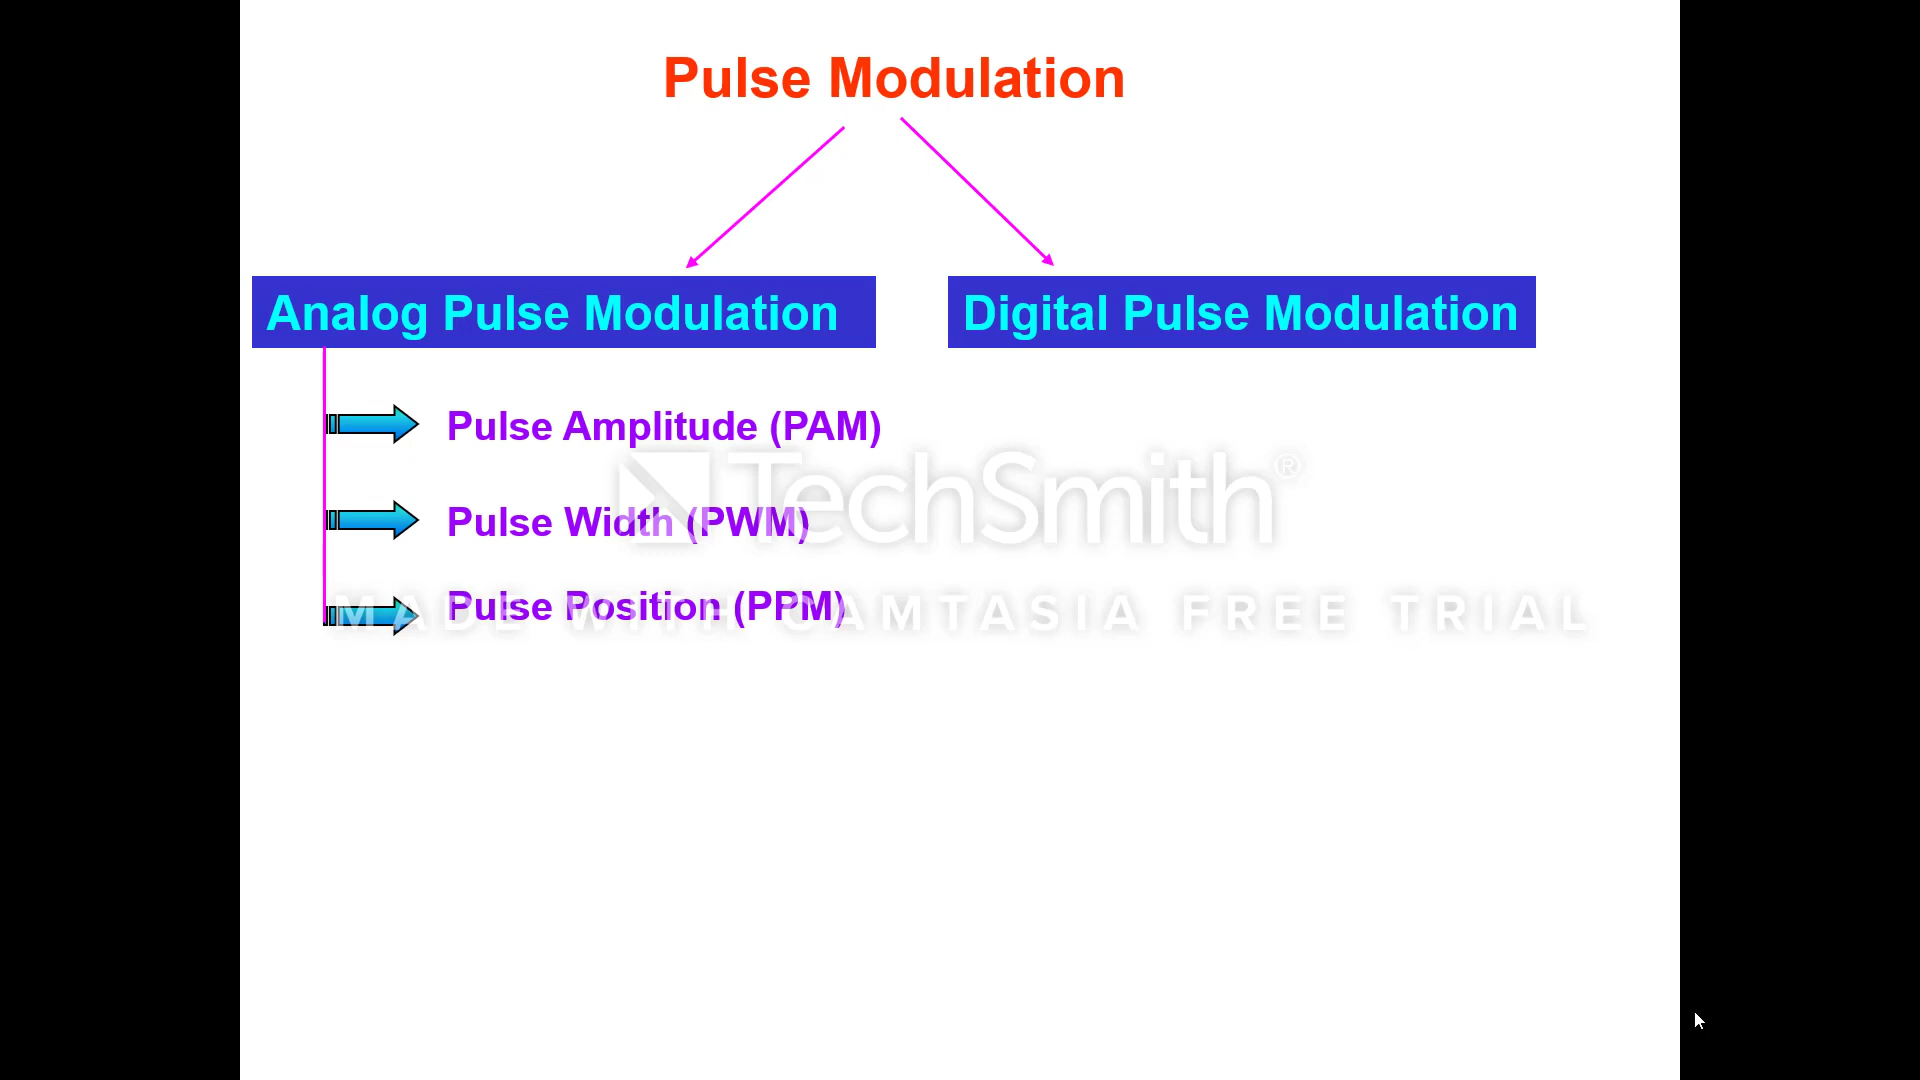 Pulse Modulation
Analog Pulse Modulation
Digital Pulse Modulation
Pulse Amplitude (PAM)
TechSmith®
Pulse Width (PWM)
Pulse Position (PPM)
MADE WITH CAMTASIA FREE TRIAL